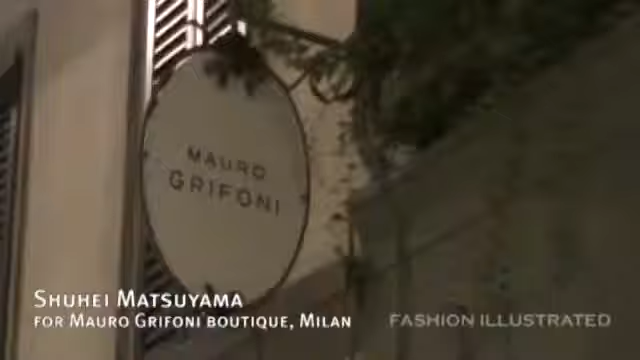 MAURO
GRIFONI
SHUHEI MATSUYAMA
FOR MAURO GRIFONI BOUTIQUE, MILAN
FASHION ILLUSTRATED